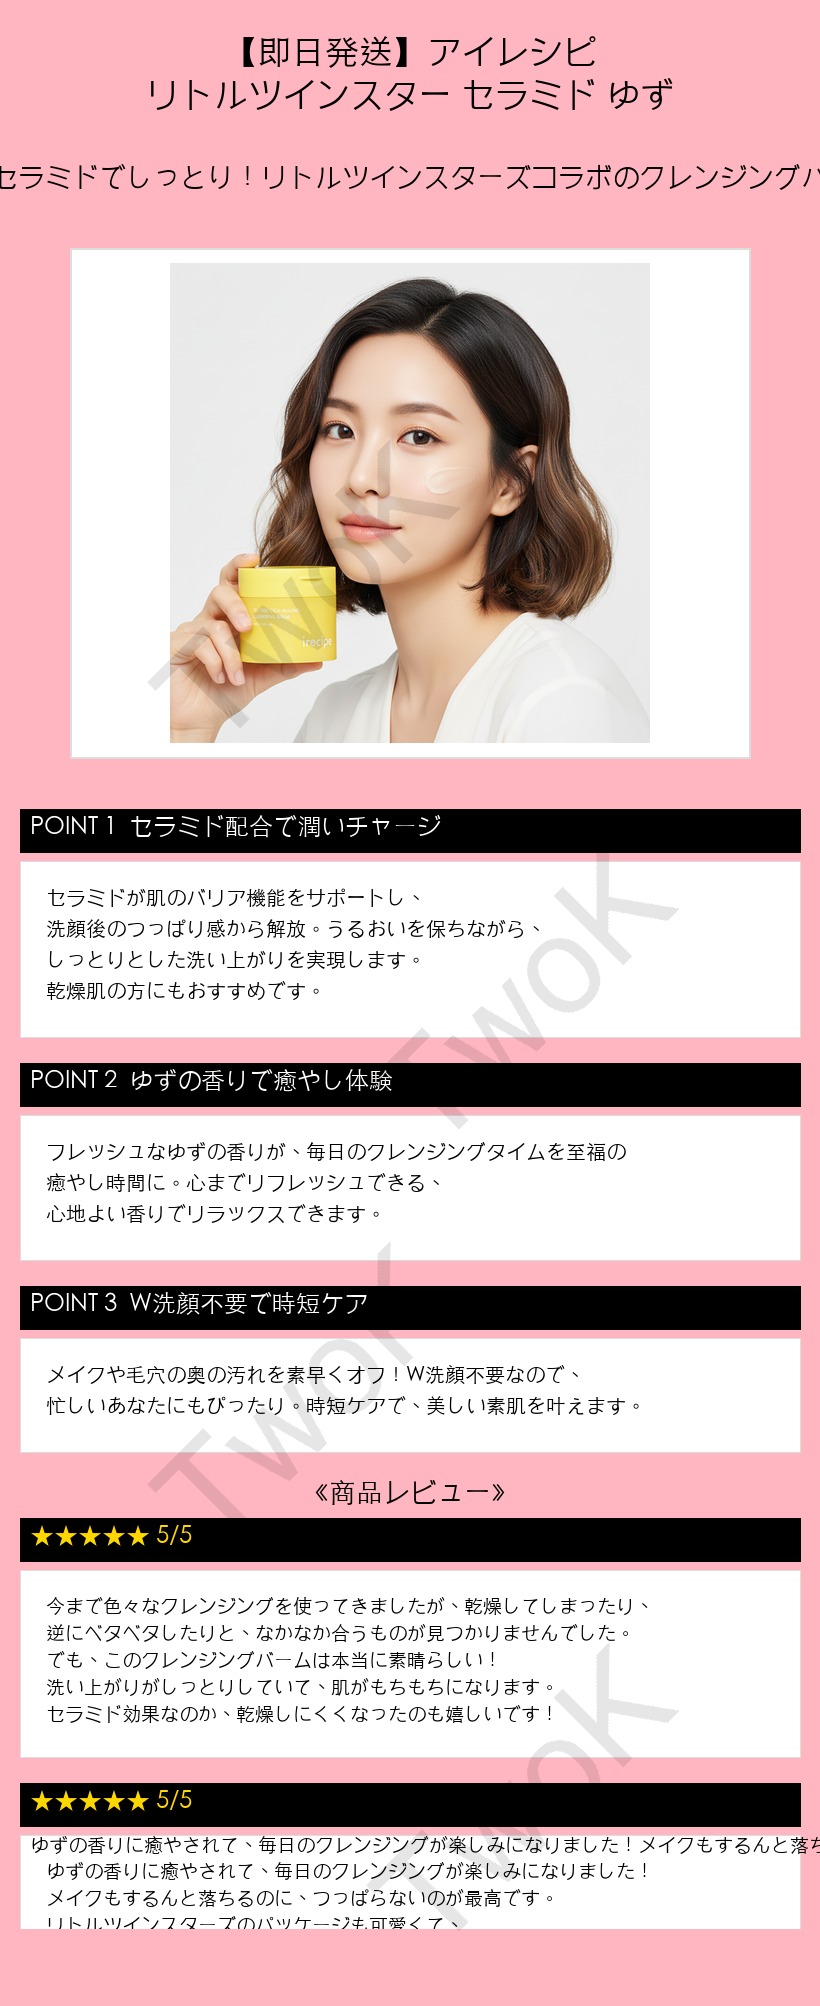 【即日発送】アイレシピ
リトルツインスター セラミド ゆず
セラミドでしっとり！リトルツインスターズコラボのクレンジングバ
irecipe
TwoK
POINT 1 セラミド配合で潤いチャージ
セラミドが肌のバリア機能をサポートし、
洗顔後のつっぱり感から解放。うるおいを保ちながら、
しっとりとした洗い上がりを実現します。
乾燥肌の方にもおすすめです。
TwoK
POINT 2 ゆずの香りで癒やし体験
フレッシュなゆずの香りが、毎日のクレンジングタイムを至福の
癒やし時間に。心までリフレッシュできる、
心地よい香りでリラックスできます。
POINT 3 W洗顔不要で時短ケア
メイクや毛穴の奥の汚れを素早くオフ！W洗顔不要なので、
忙しいあなたにもぴったり。時短ケアで、美しい素肌を叶えます。
TwoK
《商品レビュー》
★★★★★ 5/5
今まで色々なクレンジングを使ってきましたが、乾燥してしまったり、
逆にベタベタしたりと、なかなか合うものが見つかりませんでした。
でも、このクレンジングバームは本当に素晴らしい！
洗い上がりがしっとりしていて、肌がもちもちになります。
セラミド効果なのか、乾燥しにくくなったのも嬉しいです！
TwoK
★★★★★ 5/5
ゆずの香りに癒やされて、毎日のクレンジングが楽しみになりました！メイクもするんと落ち
ゆずの香りに癒やされて、毎日のクレンジングが楽しみになりました！
メイクもするんと落ちるのに、つっぱらないのが最高です。
リトルツインスターズのパッケージも可愛くて、